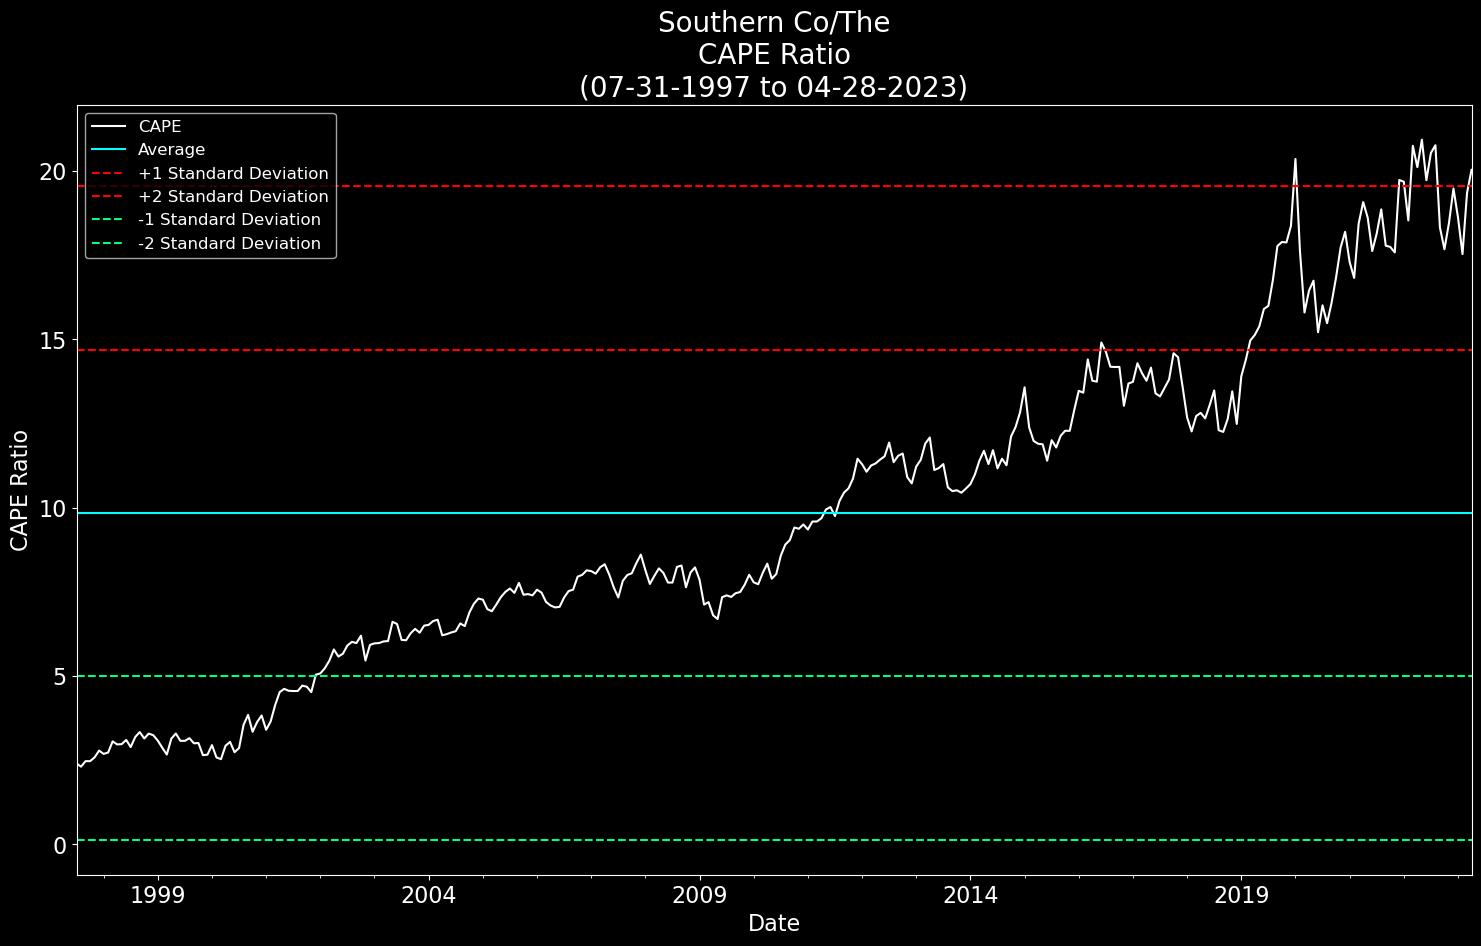 Southern Co/The
CAPE Ratio
(07-31-1997 to 04-28-2023)
CAPE
Average
+1 Standard Deviation
+2 Standard Deviation
-1 Standard Deviation
-2 Standard Deviation
CAPE Ratio
20
15
10
5
0
1999
2004
2009
2014
2019
Date